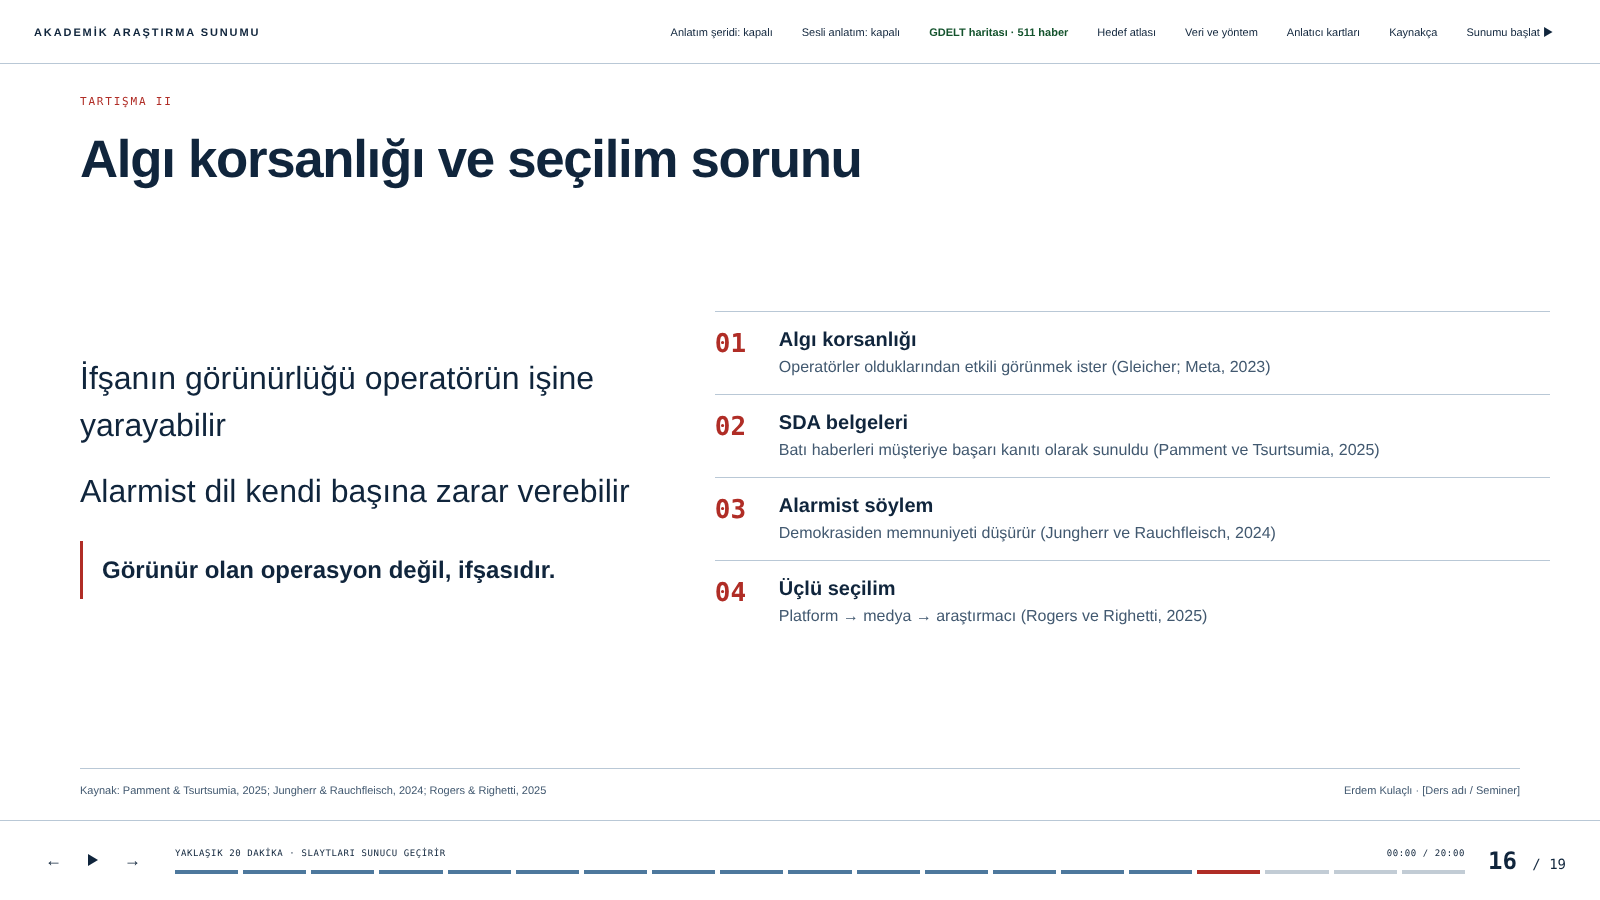 AKADEMİK ARAŞTIRMA SUNUMU
Anlatım şeridi: kapalı
Sesli anlatım: kapalı
GDELT haritası · 511 haber
Hedef atlası
Veri ve yöntem
Anlatıcı kartları
Kaynakça
Sunumu başlat ▶
TARTIŞMA II
Algı korsanlığı ve seçilim sorunu
İfşanın görünürlüğü operatörün işine
yarayabilir
Alarmist dil kendi başına zarar verebilir
Görünür olan operasyon değil, ifşasıdır.
01
Algı korsanlığı
Operatörler olduklarından etkili görünmek ister (Gleicher; Meta, 2023)
02
SDA belgeleri
Batı haberleri müşteriye başarı kanıtı olarak sunuldu (Pamment ve Tsurtsumia, 2025)
03
Alarmist söylem
Demokrasiden memnuniyeti düşürür (Jungherr ve Rauchfleisch, 2024)
04
Üçlü seçilim
Platform → medya → araştırmacı (Rogers ve Righetti, 2025)
Kaynak: Pamment & Tsurtsumia, 2025; Jungherr & Rauchfleisch, 2024; Rogers & Righetti, 2025
Erdem Kulaçlı · [Ders adı / Seminer]
← ▶ →
YAKLAŞIK 20 DAKİKA · SLAYTLARI SUNUCU GEÇİRİR
00:00 / 20:00
16 / 19